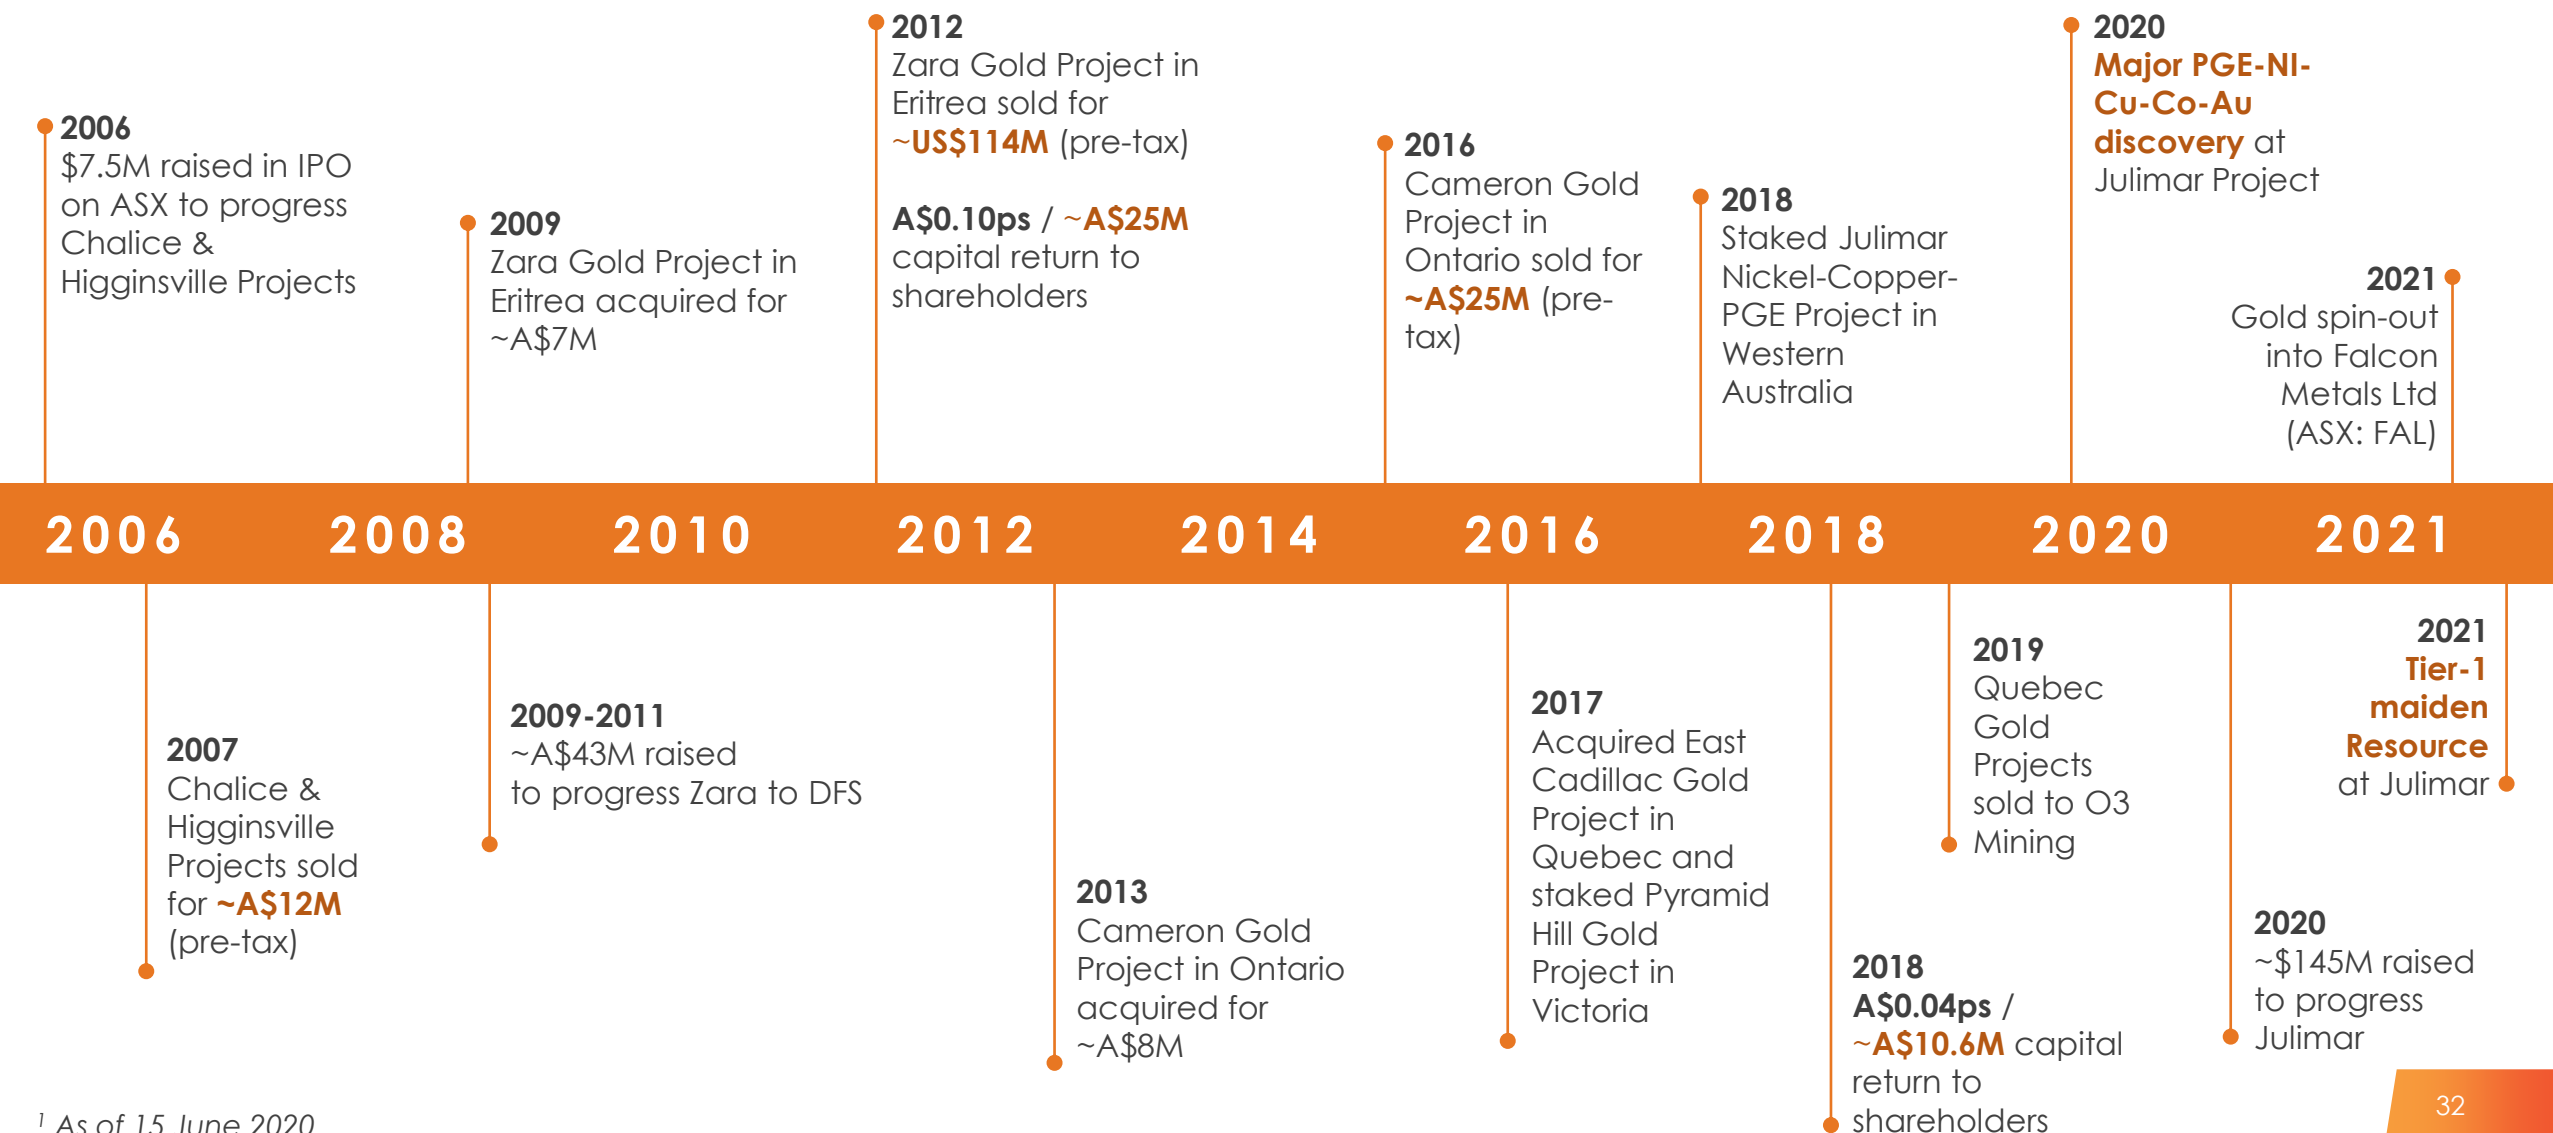 2006
$7.5M raised in IPO
on ASX to progress
Chalice &
Higginsville Projects
2009
Zara Gold Project in
Eritrea acquired for
~A$7M
2012
Zara Gold Project in
Eritrea sold for
~US$114M (pre-tax)
A$0.10ps / ~A$25M
capital return to
shareholders
2016
Cameron Gold
Project in
Ontario sold for
~A$25M (pre-
tax)
2018
Staked Julimar
Nickel-Copper-
PGE Project in
Western
Australia
2020
Major PGE-NI-
Cu-Co-Au
discovery at
Julimar Project
2021
Gold spin-out
into Falcon
Metals Ltd
(ASX: FAL)
2006 2008 2010 2012 2014 2016 2018 2020 2021
2007
Chalice &
Higginsville
Projects sold
for ~A$12M
(pre-tax)
2009-2011
~A$43M raised
to progress Zara to DFS
2013
Cameron Gold
Project in Ontario
acquired for
~A$8M
2017
Acquired East
Cadillac Gold
Project in
Quebec and
staked Pyramid
Hill Gold
Project in
Victoria
2018
A$0.04ps /
~A$10.6M capital
return to
shareholders
2019
Quebec
Gold
Projects
sold to O3
Mining
2020
~$145M raised
to progress
Julimar
2021
Tier-1
maiden
Resource
at Julimar
1 As of 15 June 2020
32